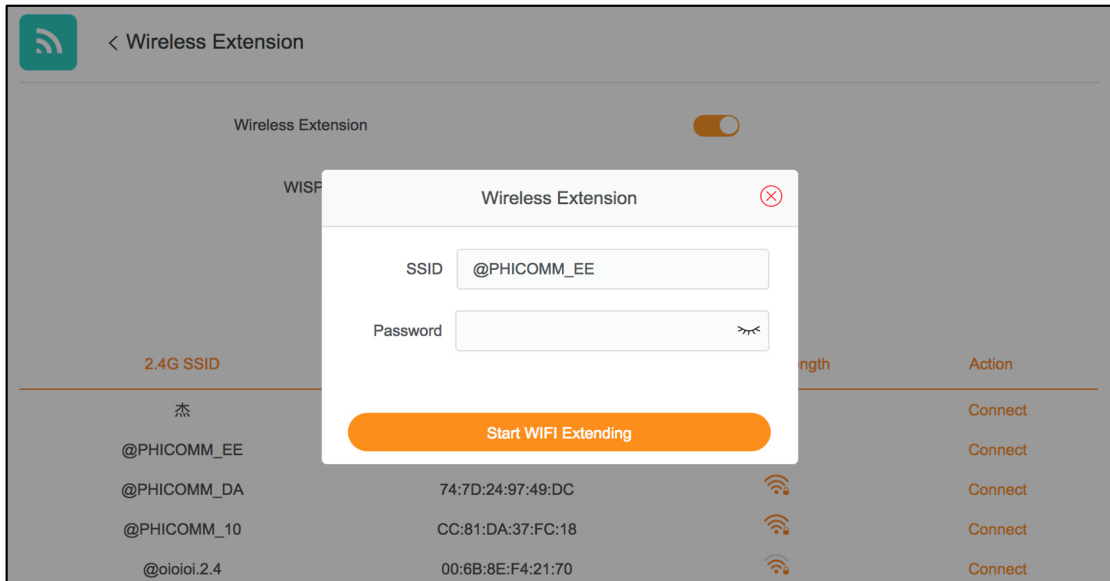 < Wireless Extension
Wireless Extension
WISP
Wireless Extension
SSID @PHICOMM_EE
Password
Start WIFI Extending
2.4G SSID ngth Action
杰 Connect
@PHICOMM_EE Connect
@PHICOMM_DA 74:7D:24:97:49:DC Connect
@PHICOMM_10 CC:81:DA:37:FC:18 Connect
@oioioi.2.4 00:6B:8E:F4:21:70 Connect